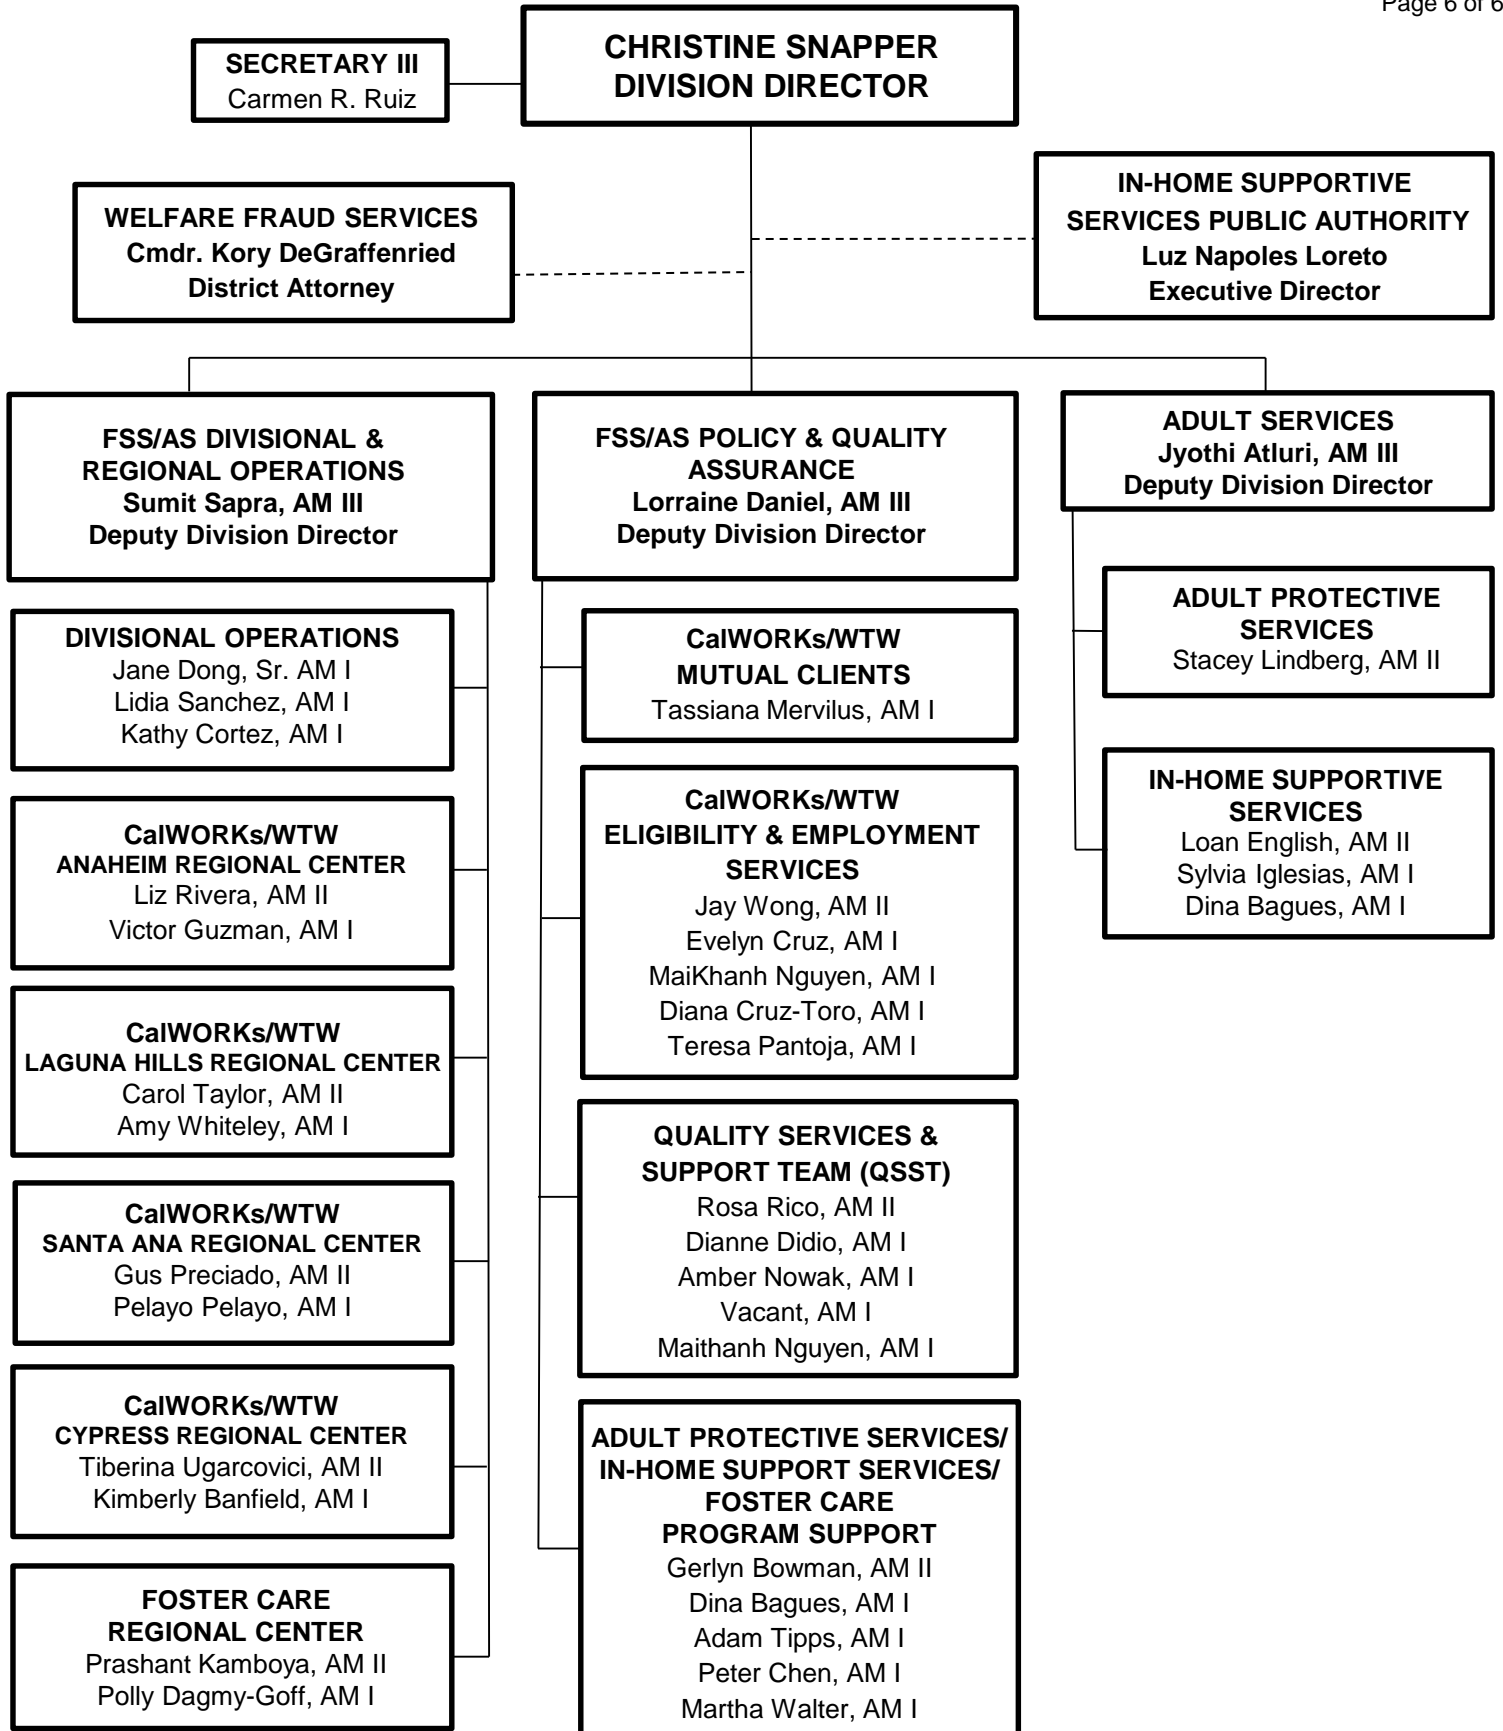 Page 6 of 6
CHRISTINE SNAPPER
DIVISION DIRECTOR
SECRETARY III
Carmen R. Ruiz
WELFARE FRAUD SERVICES
Cmdr. Kory DeGraffenried
District Attorney
IN-HOME SUPPORTIVE
SERVICES PUBLIC AUTHORITY
Luz Napoles Loreto
Executive Director
FSS/AS DIVISIONAL &
REGIONAL OPERATIONS
Sumit Sapra, AM III
Deputy Division Director
DIVISIONAL OPERATIONS
Jane Dong, Sr. AM I
Lidia Sanchez, AM I
Kathy Cortez, AM I
CalWORKs/WTW
ANAHEIM REGIONAL CENTER
Liz Rivera, AM II
Victor Guzman, AM I
CalWORKs/WTW
LAGUNA HILLS REGIONAL CENTER
Carol Taylor, AM II
Amy Whiteley, AM I
CalWORKs/WTW
SANTA ANA REGIONAL CENTER
Gus Preciado, AM II
Pelayo Pelayo, AM I
CalWORKs/WTW
CYPRESS REGIONAL CENTER
Tiberina Ugarcovici, AM II
Kimberly Banfield, AM I
FOSTER CARE
REGIONAL CENTER
Prashant Kamboya, AM II
Polly Dagmy-Goff, AM I
FSS/AS POLICY & QUALITY
ASSURANCE
Lorraine Daniel, AM III
Deputy Division Director
CalWORKs/WTW
MUTUAL CLIENTS
Tassiana Mervilus, AM I
CalWORKs/WTW
ELIGIBILITY & EMPLOYMENT
SERVICES
Jay Wong, AM II
Evelyn Cruz, AM I
MaiKhanh Nguyen, AM I
Diana Cruz-Toro, AM I
Teresa Pantoja, AM I
QUALITY SERVICES &
SUPPORT TEAM (QSST)
Rosa Rico, AM II
Dianne Didio, AM I
Amber Nowak, AM I
Vacant, AM I
Maithanh Nguyen, AM I
ADULT PROTECTIVE SERVICES/
IN-HOME SUPPORT SERVICES/
FOSTER CARE
PROGRAM SUPPORT
Gerlyn Bowman, AM II
Dina Bagues, AM I
Adam Tipps, AM I
Peter Chen, AM I
Martha Walter, AM I
ADULT SERVICES
Jyothi Atluri, AM III
Deputy Division Director
ADULT PROTECTIVE
SERVICES
Stacey Lindberg, AM II
IN-HOME SUPPORTIVE
SERVICES
Loan English, AM II
Sylvia Iglesias, AM I
Dina Bagues, AM I